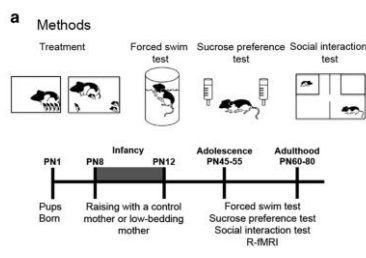 a
Methods
Treatment
Forced swim
test
Sucrose preference
test
Social interaction
test
Infancy
Adolescence
PN45-55
Adulthood
PN60-80
PN1
PN8
PN12
Pups
Born
Raising with a control
mother or low-bedding
mother
Forced swim test
Sucrose preference test
Social interaction test
R-fMRI